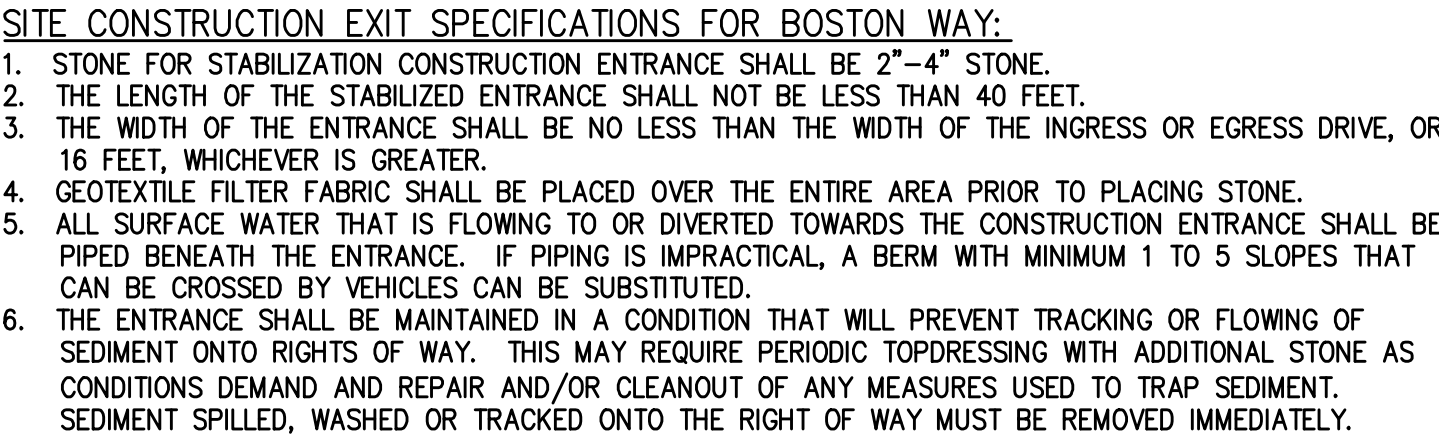 SITE CONSTRUCTION EXIT SPECIFICATIONS FOR BOSTON WAY:
1. STONE FOR STABILIZATION CONSTRUCTION ENTRANCE SHALL BE 2"-4" STONE.
2. THE LENGTH OF THE STABILIZED ENTRANCE SHALL NOT BE LESS THAN 40 FEET.
3. THE WIDTH OF THE ENTRANCE SHALL BE NO LESS THAN THE WIDTH OF THE INGRESS OR EGRESS DRIVE, OR
16 FEET, WHICHEVER IS GREATER.
4. GEOTEXTILE FILTER FABRIC SHALL BE PLACED OVER THE ENTIRE AREA PRIOR TO PLACING STONE.
5. ALL SURFACE WATER THAT IS FLOWING TO OR DIVERTED TOWARDS THE CONSTRUCTION ENTRANCE SHALL BE
PIPED BENEATH THE ENTRANCE. IF PIPING IS IMPRACTICAL, A BERM WITH MINIMUM 1 TO 5 SLOPES THAT
CAN BE CROSSED BY VEHICLES CAN BE SUBSTITUTED.
6. THE ENTRANCE SHALL BE MAINTAINED IN A CONDITION THAT WILL PREVENT TRACKING OR FLOWING OF
SEDIMENT ONTO RIGHTS OF WAY. THIS MAY REQUIRE PERIODIC TOPDRESSING WITH ADDITIONAL STONE AS
CONDITIONS DEMAND AND REPAIR AND/OR CLEANOUT OF ANY MEASURES USED TO TRAP SEDIMENT.
SEDIMENT SPILLED, WASHED OR TRACKED ONTO THE RIGHT OF WAY MUST BE REMOVED IMMEDIATELY.